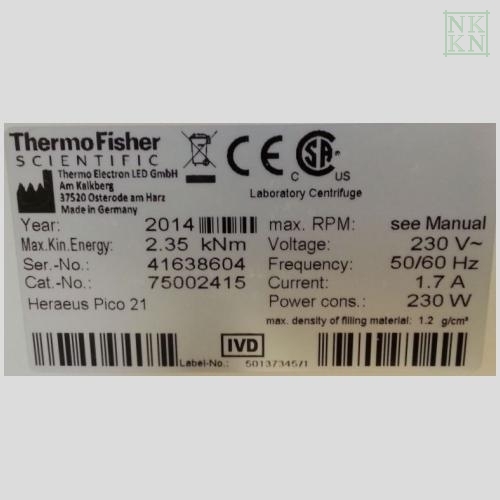 NK
KN
ThermoFisher
SCIENTIFIC
Thermo Electron LED GmbH
Am Kalkberg
37520 Osterode am Harz
Made in Germany
CE
C SA US
Laboratory Centrifuge
Year: 2014
Max.Kin.Energy: 2.35 kNm
Ser.-No.: 41638604
Cat.-No.: 75002415
Heraeus Pico 21
max. RPM: see Manual
Voltage: 230 V~
Frequency: 50/60 Hz
Current: 1.7 A
Power cons.: 230 W
max. density of filling material: 1.2 g/cm³
IVD
Label-No.: 50137345/1